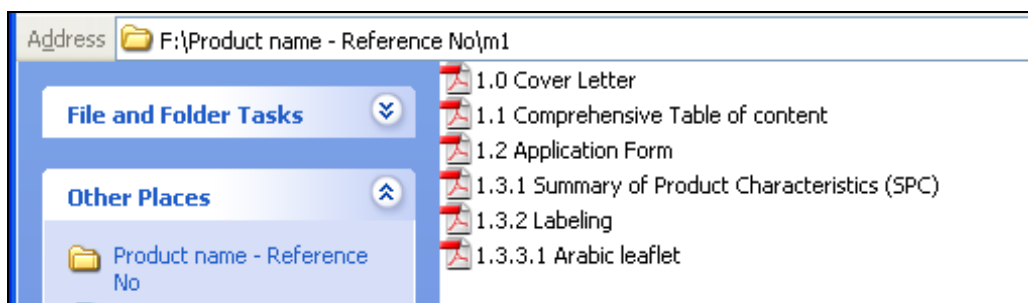 Address F:\Product name - Reference No\m1
File and Folder Tasks
Other Places
Product name - Reference
No
1.0 Cover Letter
1.1 Comprehensive Table of content
1.2 Application Form
1.3.1 Summary of Product Characteristics (SPC)
1.3.2 Labeling
1.3.3.1 Arabic leaflet